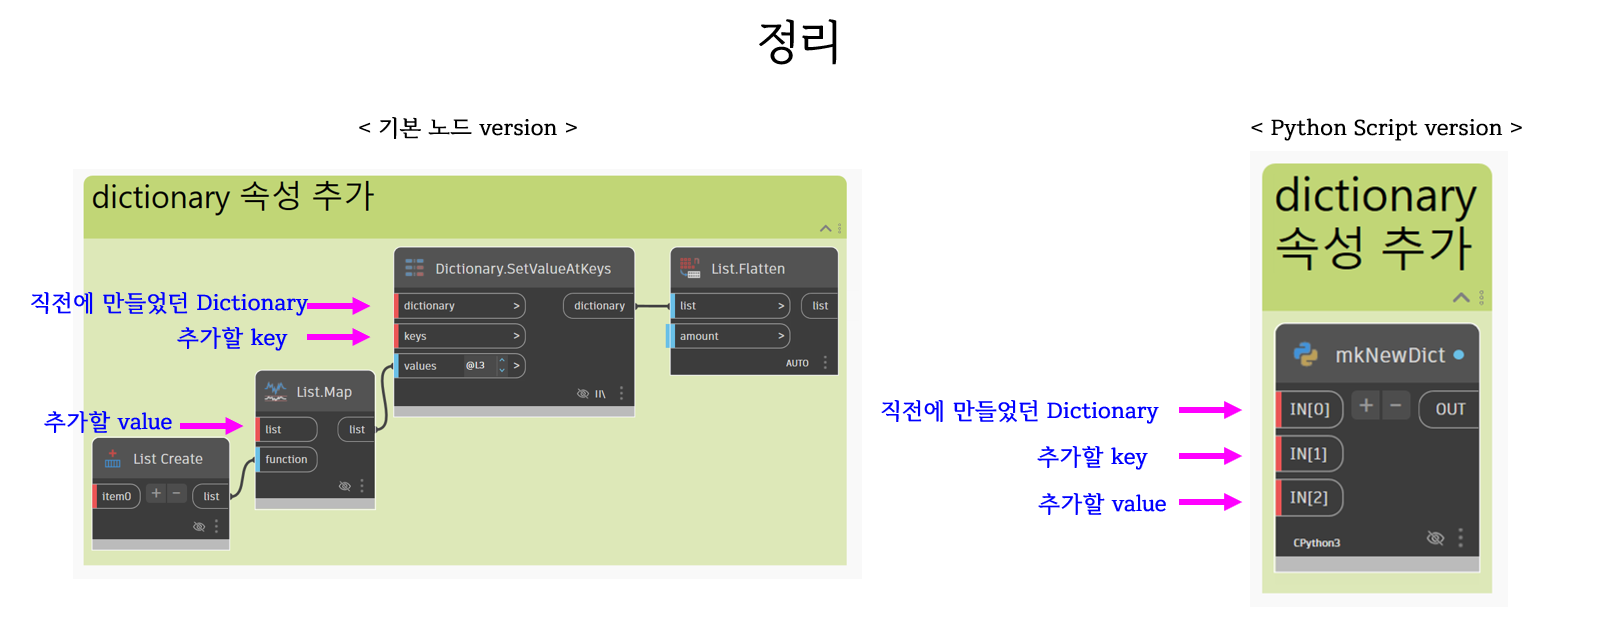 정리
< 기본 노드 version >
dictionary 속성 추가
직전에 만들었던 Dictionary
추가할 key
추가할 value
Dictionary.SetValueAtKeys
dictionary >
dictionary
keys >
values @L3 >
List.Flatten
list >
list
amount >
AUTO
List.Map
list
list
function
List Create
item0 + −
list
< Python Script version >
dictionary
속성 추가
직전에 만들었던 Dictionary
추가할 key
추가할 value
mkNewDict
IN[0] + − OUT
IN[1]
IN[2]
CPython3